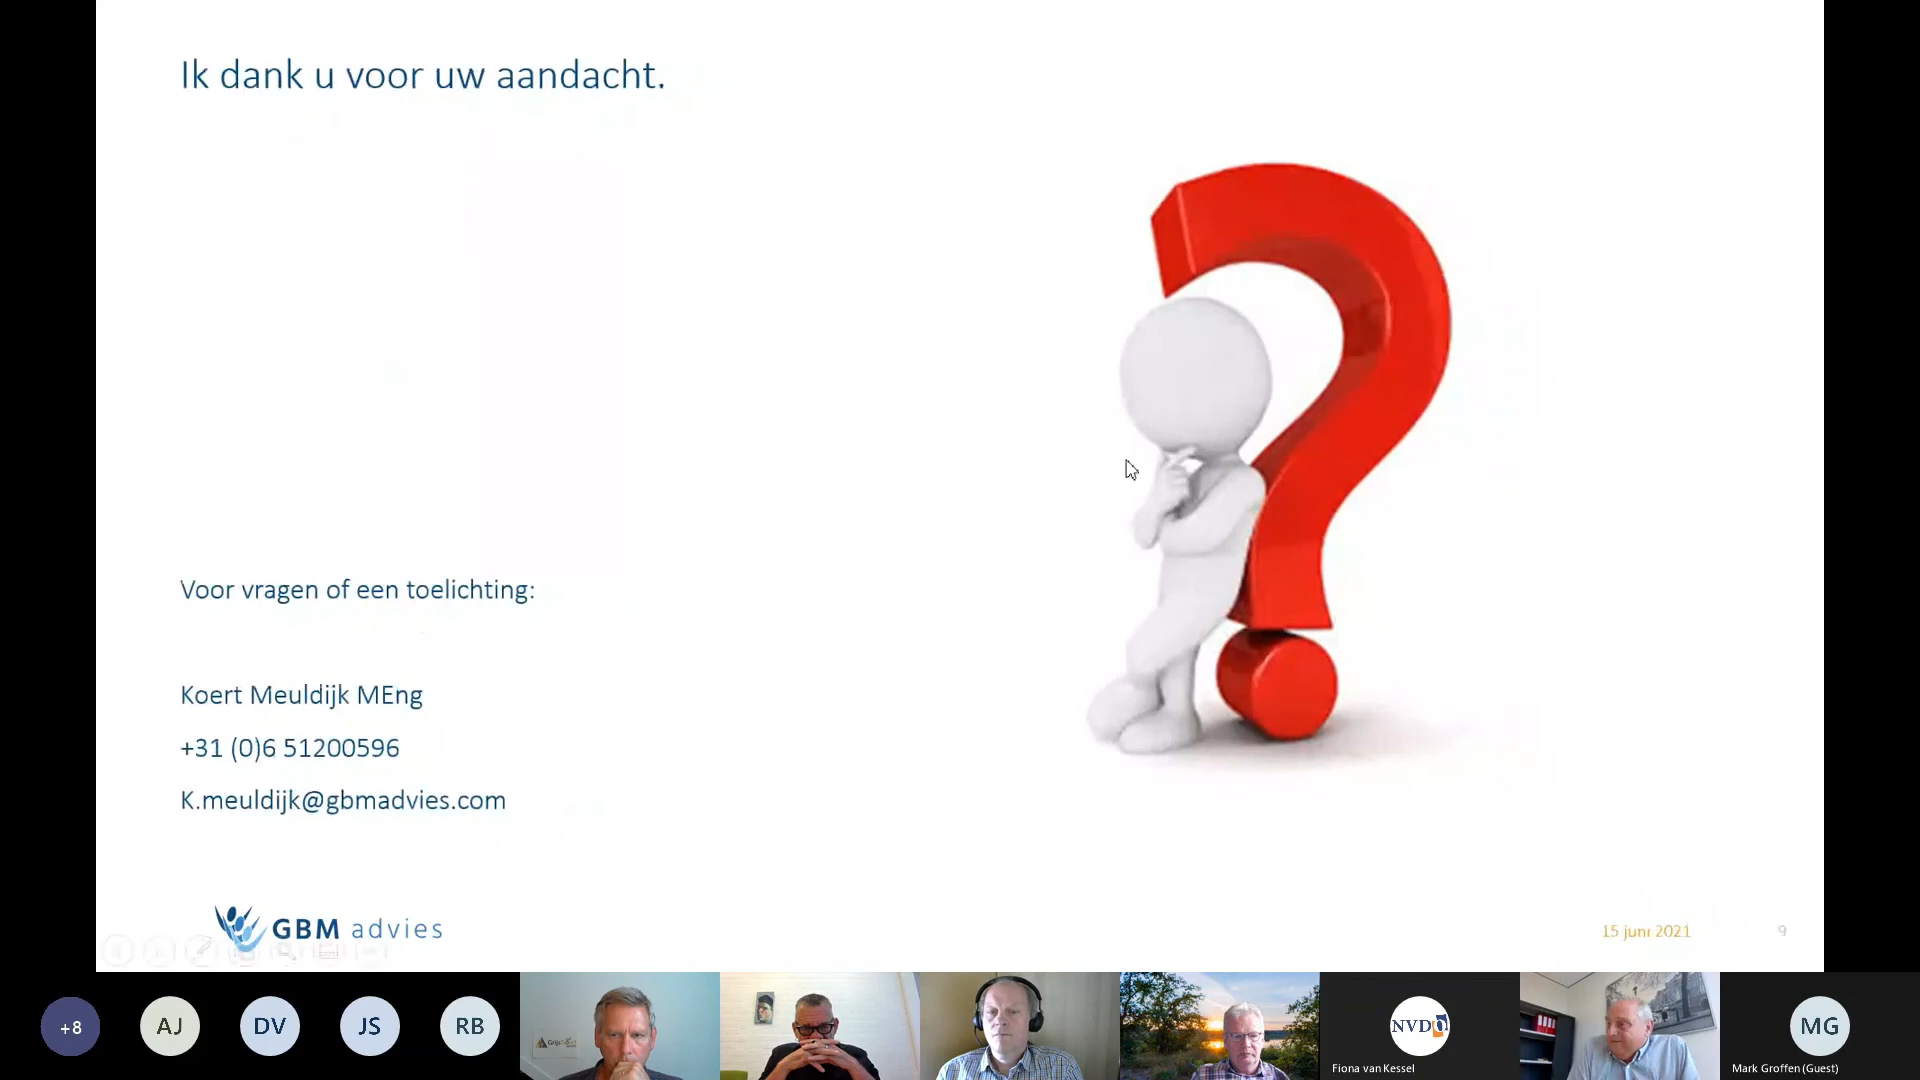 Ik dank u voor uw aandacht.
Voor vragen of een toelichting:
Koert Meuldijk MEng
+31 (0)6 51200596
K.meuldijk@gbmadvies.com
GBM advies
15 juni 2021
9
+8
AJ
DV
JS
RB
NVDO
Fiona van Kessel
MG
Mark Groffen (Guest)